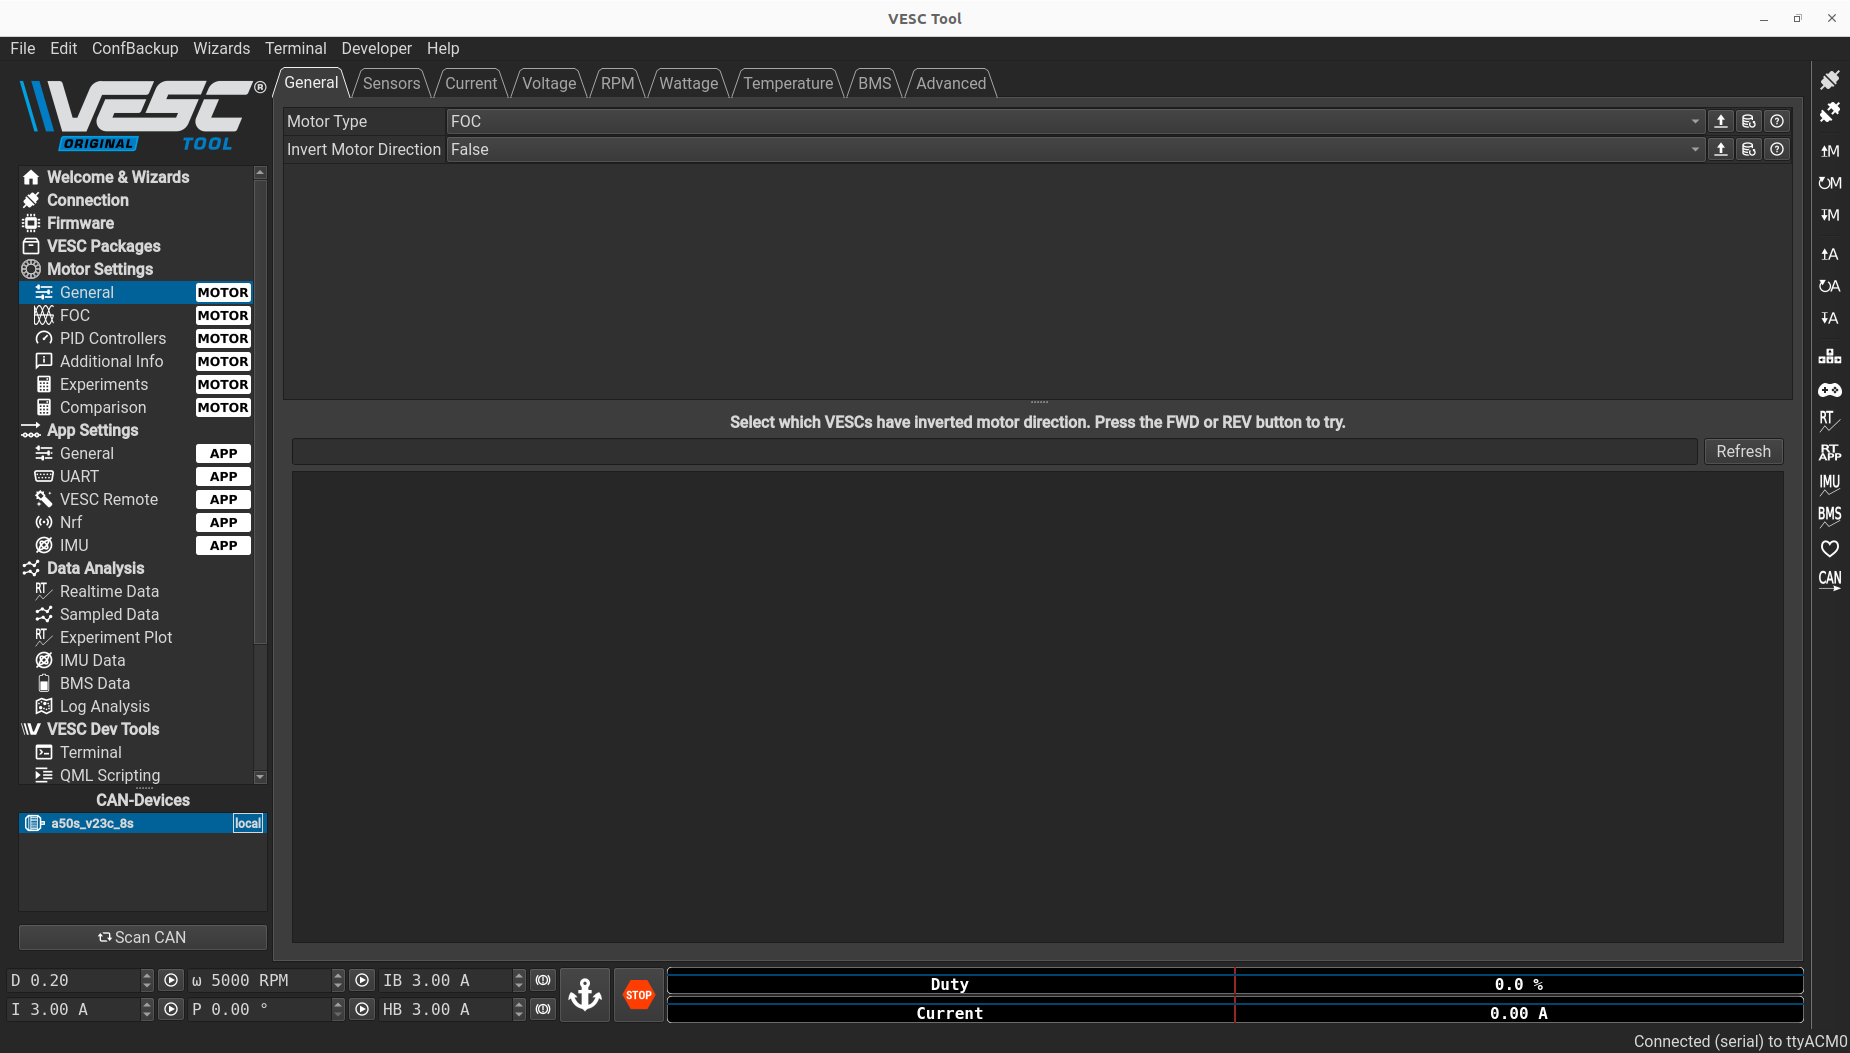 VESC Tool
File Edit ConfBackup Wizards Terminal Developer Help
VESC®
ORIGINAL TOOL
General Sensors Current Voltage RPM Wattage Temperature BMS Advanced
Motor Type FOC
Invert Motor Direction False
Welcome & Wizards
Connection
Firmware
VESC Packages
Motor Settings
General MOTOR
FOC MOTOR
PID Controllers MOTOR
Additional Info MOTOR
Experiments MOTOR
Comparison MOTOR
App Settings
General APP
UART APP
VESC Remote APP
Nrf APP
IMU APP
Data Analysis
RT Realtime Data
Sampled Data
RT Experiment Plot
IMU Data
BMS Data
Log Analysis
VESC Dev Tools
Terminal
QML Scripting
CAN-Devices
a50s_v23c_8s local
Scan CAN
Select which VESCs have inverted motor direction. Press the FWD or REV button to try.
Refresh
M
M
M
A
A
A
RT
RT
APP
IMU
BMS
CAN
D 0.20 ω 5000 RPM IB 3.00 A
I 3.00 A P 0.00 ° HB 3.00 A
STOP
Duty 0.0 %
Current 0.00 A
Connected (serial) to ttyACM0